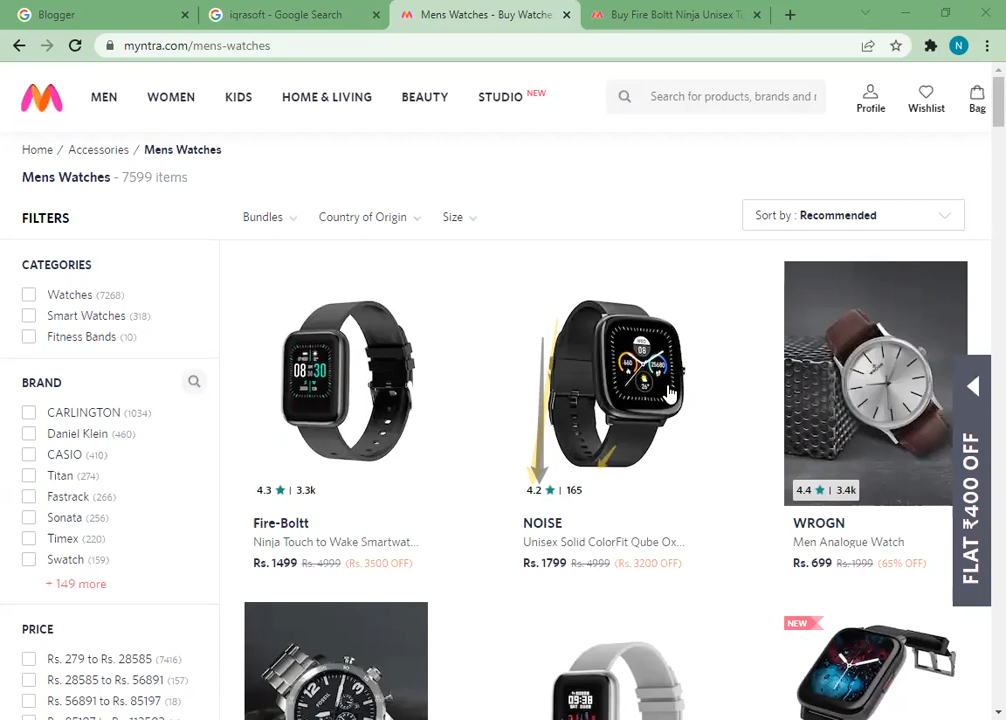 Blogger
iqrasoft - Google Search
Mens Watches - Buy Watche
Buy Fire Boltt Ninja Unisex T
myntra.com/mens-watches
N
MEN
WOMEN
KIDS
HOME & LIVING
BEAUTY
STUDIO NEW
Search for products, brands and
Profile
Wishlist
Bag
Home / Accessories / Mens Watches
Mens Watches - 7599 items
FILTERS
Bundles
Country of Origin
Size
Sort by : Recommended
CATEGORIES
Watches (7268)
Smart Watches (318)
Fitness Bands (10)
BRAND
CARLINGTON (1034)
Daniel Klein (460)
CASIO (410)
Titan (274)
Fastrack (266)
Sonata (256)
Timex (220)
Swatch (159)
+ 149 more
PRICE
Rs. 279 to Rs. 28585 (7416)
Rs. 28585 to Rs. 56891 (157)
Rs. 56891 to Rs. 85197 (18)
08:30
4.3 ★ | 3.3k
Fire-Boltt
Ninja Touch to Wake Smartwat...
Rs. 1499 Rs. 4999 (Rs. 3500 OFF)
08
4.2 ★ | 165
NOISE
Unisex Solid ColorFit Qube Ox...
Rs. 1799 Rs. 4999 (Rs. 3200 OFF)
4.4 ★ | 3.4k
WROGN
Men Analogue Watch
Rs. 699 Rs. 1999 (65% OFF)
FLAT ₹400 OFF
FOSSIL
09:38
NEW